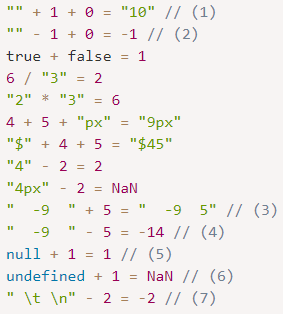 "" + 1 + 0 = "10" // (1)
"" - 1 + 0 = -1 // (2)
true + false = 1
6 / "3" = 2
"2" * "3" = 6
4 + 5 + "px" = "9px"
"$" + 4 + 5 = "$45"
"4" - 2 = 2
"4px" - 2 = NaN
"  -9  " + 5 = "  -9  5" // (3)
"  -9  " - 5 = -14 // (4)
null + 1 = 1 // (5)
undefined + 1 = NaN // (6)
" \t \n" - 2 = -2 // (7)